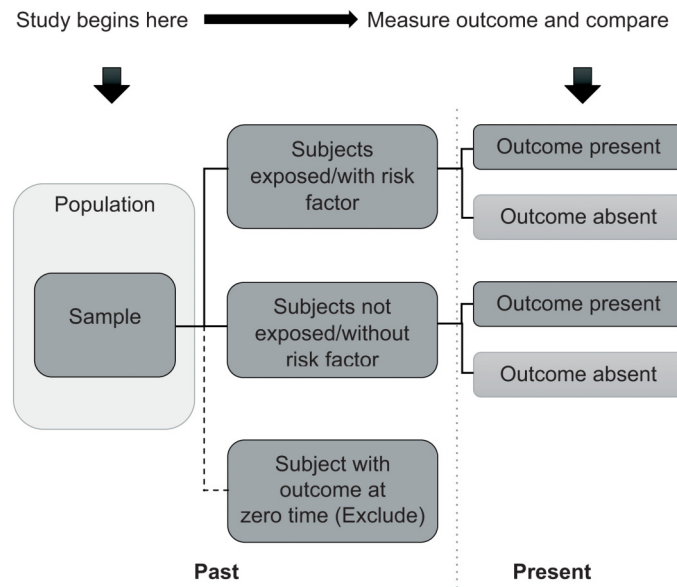 Study begins here
Measure outcome and compare
Population
Sample
Subjects
exposed/with risk
factor
Subjects not
exposed/without
risk factor
Subject with
outcome at
zero time (Exclude)
Outcome present
Outcome absent
Outcome present
Outcome absent
Past
Present